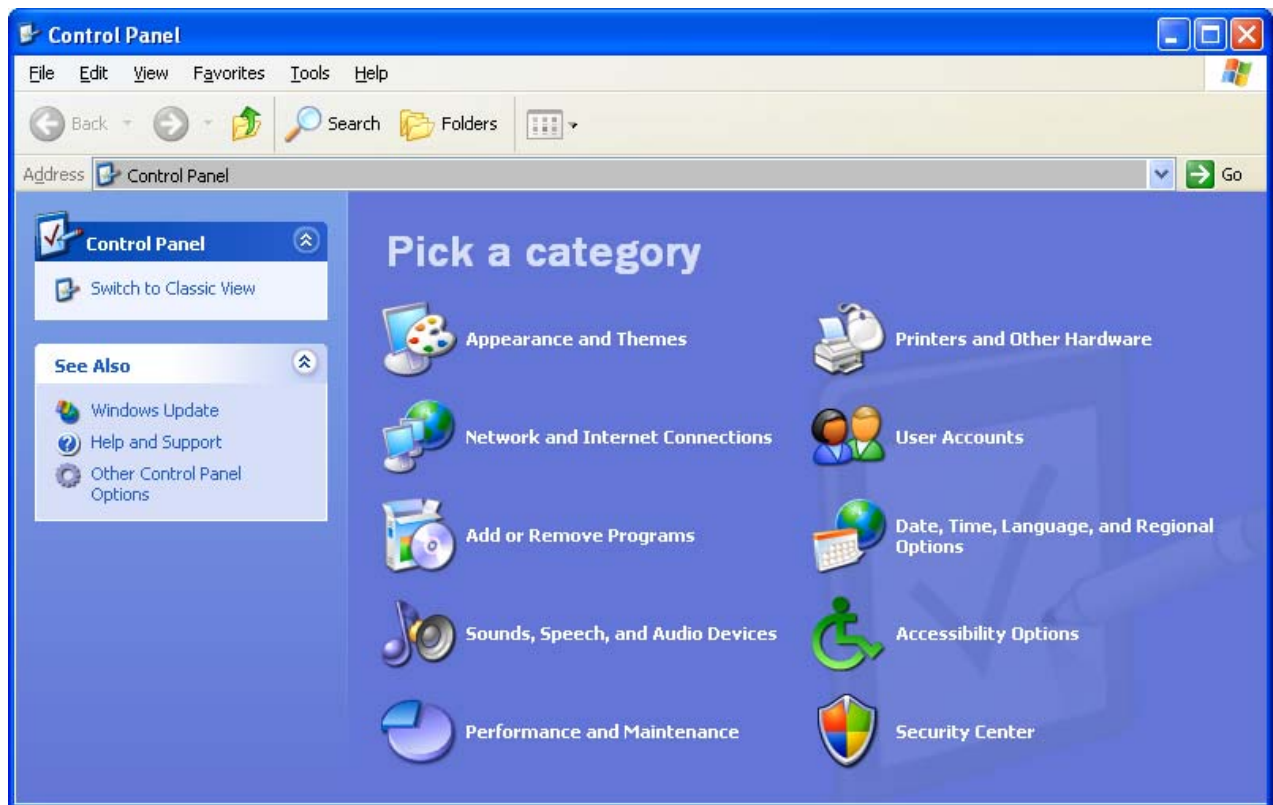 Control Panel
File Edit View Favorites Tools Help
Back Search Folders
Address Control Panel Go
Control Panel
Switch to Classic View
See Also
Windows Update
Help and Support
Other Control Panel
Options
Pick a category
Appearance and Themes
Printers and Other Hardware
Network and Internet Connections
User Accounts
Add or Remove Programs
Date, Time, Language, and Regional
Options
Sounds, Speech, and Audio Devices
Accessibility Options
Performance and Maintenance
Security Center